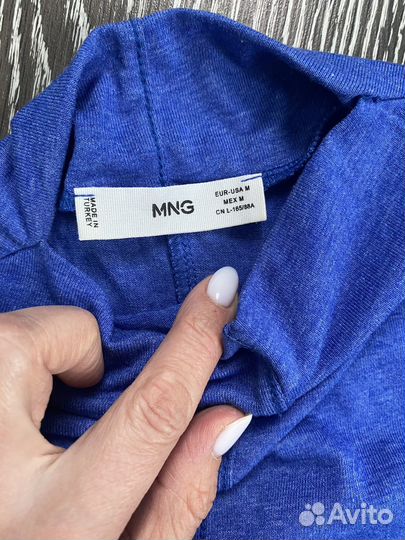 MADE IN
TURKEY
MNG
EUR-USA M
MEX M
CN L-165/88A
Avito